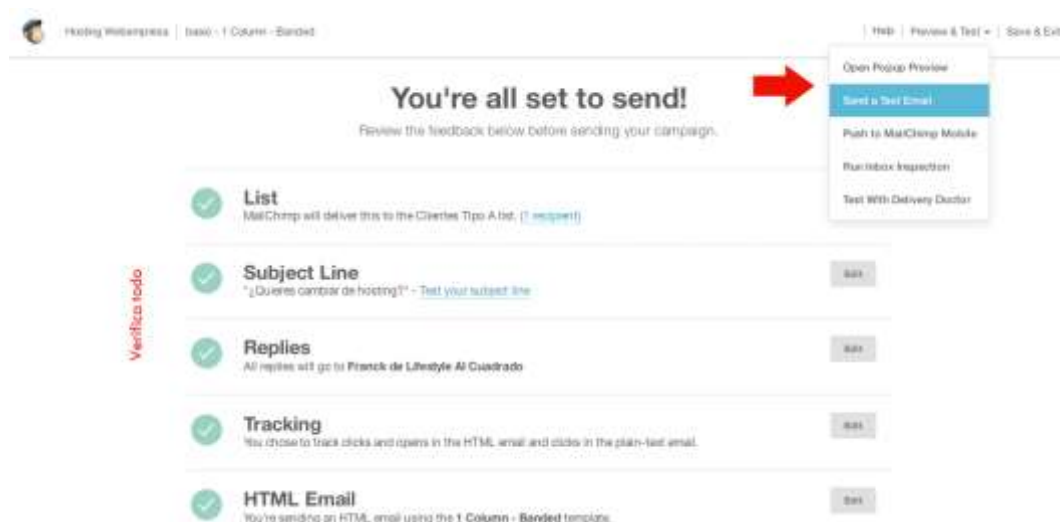 Hosting Webempresa | basic - 1 Column - Banded
Help | Preview & Test | Save & Exit
Open Popup Preview
Send a Test Email
Push to MailChimp Mobile
Run Inbox Inspection
Test With Delivery Doctor
You're all set to send!
Review the feedback below before sending your campaign.
List
MailChimp will deliver this to the Clientes Tipo A list. (1 recipient)
Verifica todo
Subject Line
"¿Quieres cambiar de hosting?" - Test your subject line
Edit
Replies
All replies will go to Franck de Lifestyle Al Cuadrado
Edit
Tracking
You chose to track clicks and opens in the HTML email and clicks in the plain-text email.
Edit
HTML Email
You're sending an HTML email using the 1 Column - Banded template.
Edit